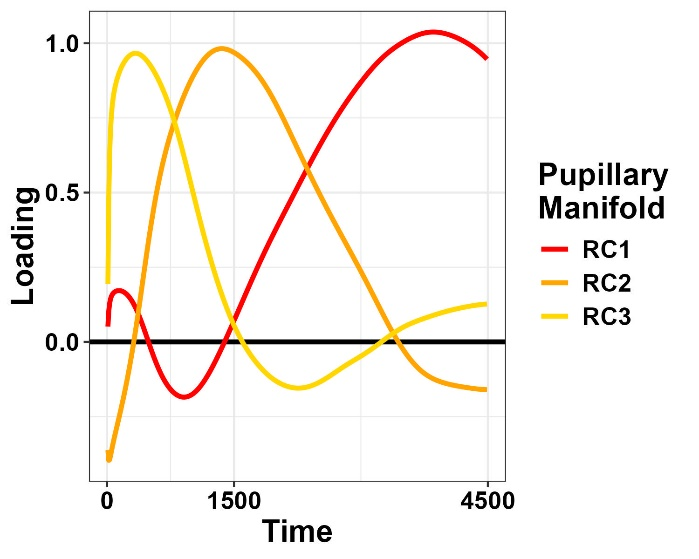 1.0
0.5
0.0
Loading
0
1500
4500
Time
Pupillary
Manifold
RC1
RC2
RC3